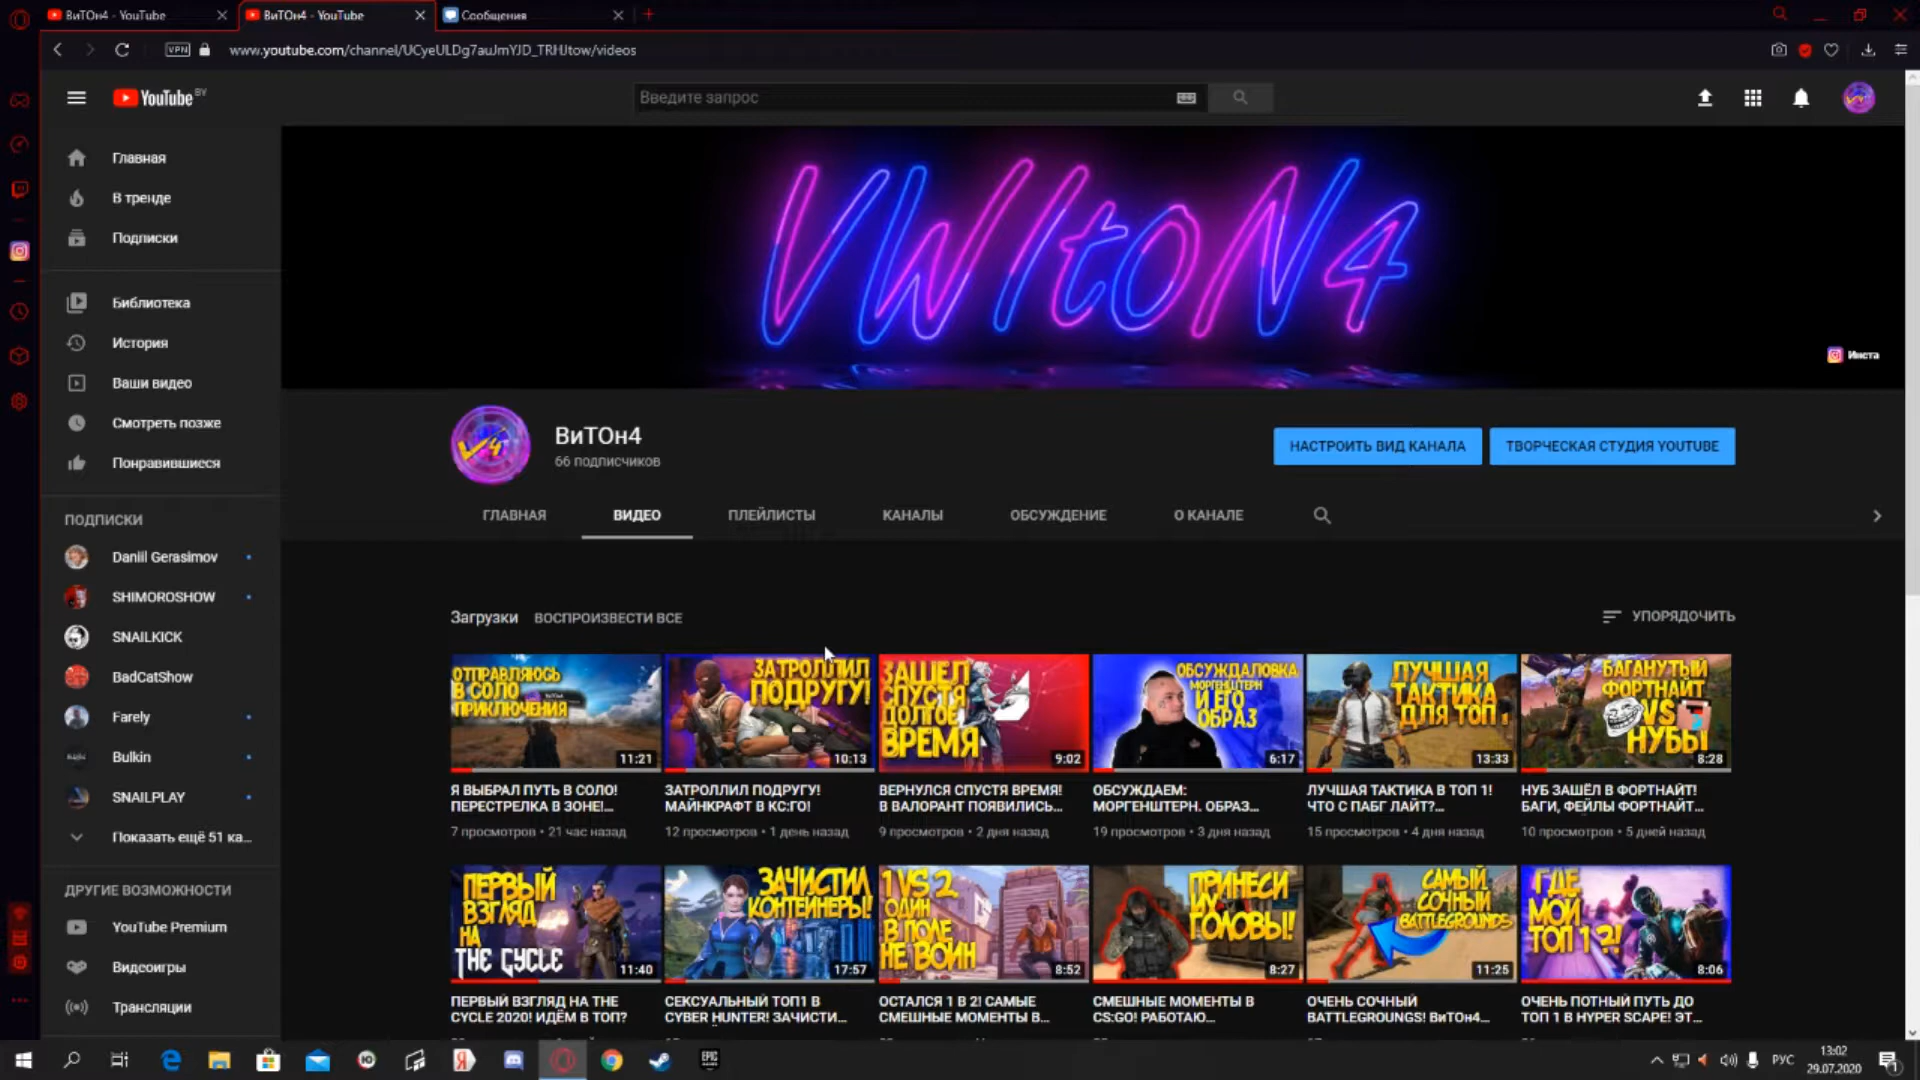 ВиТОн4 - YouTube
ВиТОн4 - YouTube
Сообщения
VPN
www.youtube.com/channel/UCyeULDg7auJmYJD_TRHJtow/videos
YouTube BY
Введите запрос
Главная
В тренде
Подписки
Библиотека
История
Ваши видео
Смотреть позже
Понравившиеся
ПОДПИСКИ
Daniil Gerasimov
SHIMOROSHOW
SNAILKICK
BadCatShow
Farely
Bulkin
SNAILPLAY
Показать ещё 51 ка...
ДРУГИЕ ВОЗМОЖНОСТИ
YouTube Premium
Видеоигры
Трансляции
VWItoN4
Инста
V4
ВиТОн4
66 подписчиков
НАСТРОИТЬ ВИД КАНАЛА
ТВОРЧЕСКАЯ СТУДИЯ YOUTUBE
ГЛАВНАЯ
ВИДЕО
ПЛЕЙЛИСТЫ
КАНАЛЫ
ОБСУЖДЕНИЕ
О КАНАЛЕ
Загрузки
ВОСПРОИЗВЕСТИ ВСЕ
УПОРЯДОЧИТЬ
ОТПРАВЛЯЮСЬ
В СОЛО
ПРИКЛЮЧЕНИЯ
11:21
Я ВЫБРАЛ ПУТЬ В СОЛО!
ПЕРЕСТРЕЛКА В ЗОНЕ!...
7 просмотров • 21 час назад
ЗАТРОЛЛИЛ
ПОДРУГУ!
10:13
ЗАТРОЛЛИЛ ПОДРУГУ!
МАЙНКРАФТ В КС:ГО!
12 просмотров • 1 день назад
ЗАШЕЛ
СПУСТЯ
ДОЛГОЕ
ВРЕМЯ
9:02
ВЕРНУЛСЯ СПУСТЯ ВРЕМЯ!
В ВАЛОРАНТ ПОЯВИЛИСЬ...
9 просмотров • 2 дня назад
ОБСУЖДАЛОВКА
МОРГЕНШТЕРН
И ЕГО
ОБРАЗ
6:17
ОБСУЖДАЕМ:
МОРГЕНШТЕРН. ОБРАЗ...
19 просмотров • 3 дня назад
ЛУЧШАЯ
ТАКТИКА
ДЛЯ ТОП 1
13:33
ЛУЧШАЯ ТАКТИКА В ТОП 1!
ЧТО С ПАБГ ЛАЙТ?...
15 просмотров • 4 дня назад
БАГАНУТЫЙ
ФОРТНАЙТ
VS
НУБЫ
8:28
НУБ ЗАШЁЛ В ФОРТНАЙТ!
БАГИ, ФЕЙЛЫ ФОРТНАЙТ...
10 просмотров • 5 дней назад
ПЕРВЫЙ
ВЗГЛЯД
НА
THE CYCLE
11:40
ПЕРВЫЙ ВЗГЛЯД НА THE
CYCLE 2020! ИДЁМ В ТОП?
ЗАЧИСТИЛ
КОНТЕЙНЕРЫ!
17:57
СЕКСУАЛЬНЫЙ ТОП1 В
CYBER HUNTER! ЗАЧИСТИ...
1 VS 2
ОДИН
В ПОЛЕ
НЕ ВОИН
8:52
ОСТАЛСЯ 1 В 2! САМЫЕ
СМЕШНЫЕ МОМЕНТЫ В...
ПРИНЕСИ
ИХ
ГОЛОВЫ!
8:27
СМЕШНЫЕ МОМЕНТЫ В
CS:GO! РАБОТАЮ...
САМЫЙ
СОЧНЫЙ
BATTLEGROUNDS
11:25
ОЧЕНЬ СОЧНЫЙ
BATTLEGROUNGS! ВиТОн4...
ГДЕ
МОЙ
ТОП 1 ?!
8:06
ОЧЕНЬ ПОТНЫЙ ПУТЬ ДО
ТОП 1 В HYPER SCAPE! ЭТ...
EPIC
РУС
13:02
29.07.2020
1